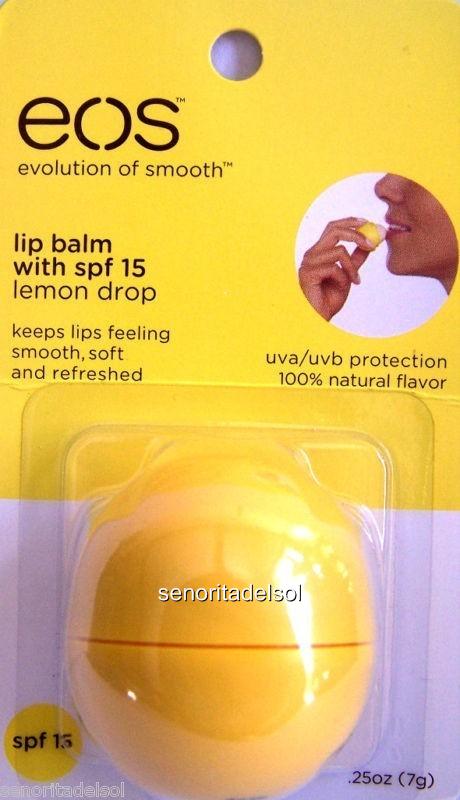 eos™
evolution of smooth™
lip balm
with spf 15
lemon drop
keeps lips feeling
smooth, soft
and refreshed
uva/uvb protection
100% natural flavor
senoritadelsol
spf 15
.25oz (7g)
senoritadelsol